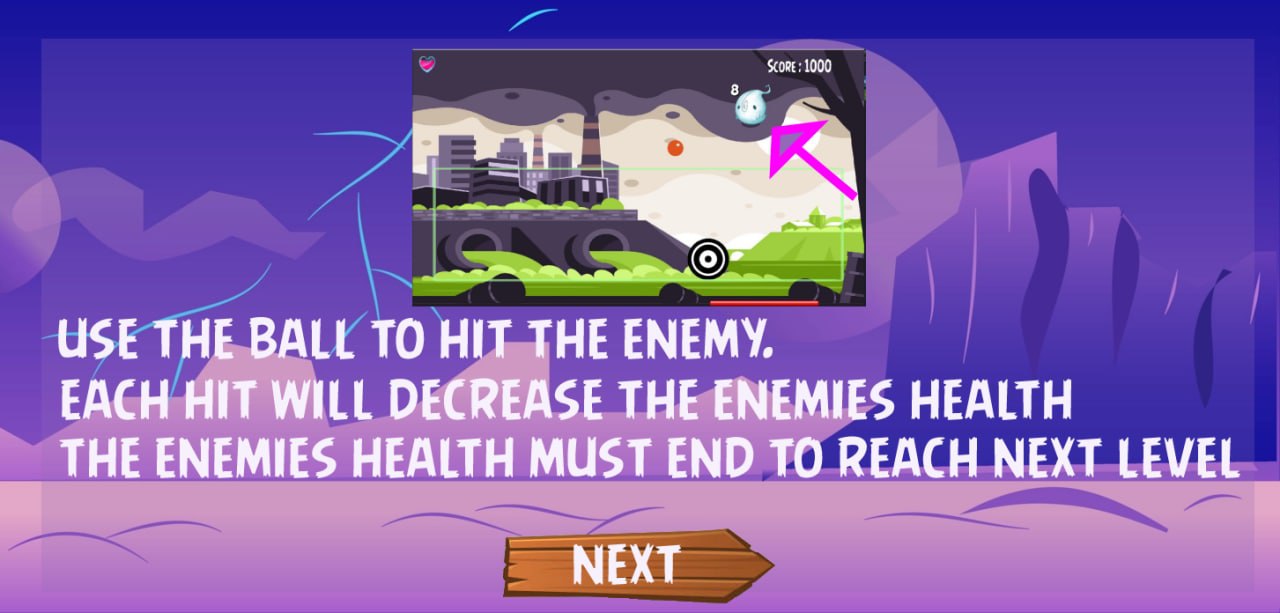 SCORE : 1000
8
USE THE BALL TO HIT THE ENEMY.
EACH HIT WILL DECREASE THE ENEMIES HEALTH
THE ENEMIES HEALTH MUST END TO REACH NEXT LEVEL
NEXT